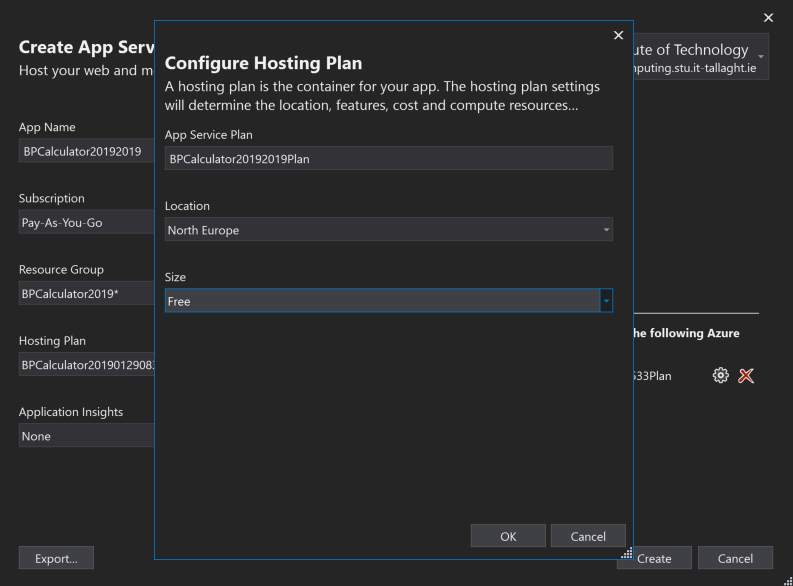 Create App Serv
Host your web and m
ute of Technology
nputing.stu.it-tallaght.ie
App Name
BPCalculator20192019
Subscription
Pay-As-You-Go
Resource Group
BPCalculator2019*
Hosting Plan
BPCalculator2019012908
Application Insights
None
Export...
Configure Hosting Plan
A hosting plan is the container for your app. The hosting plan settings
will determine the location, features, cost and compute resources...
App Service Plan
BPCalculator20192019Plan
Location
North Europe
Size
Free
OK
Cancel
he following Azure
533Plan
Create
Cancel